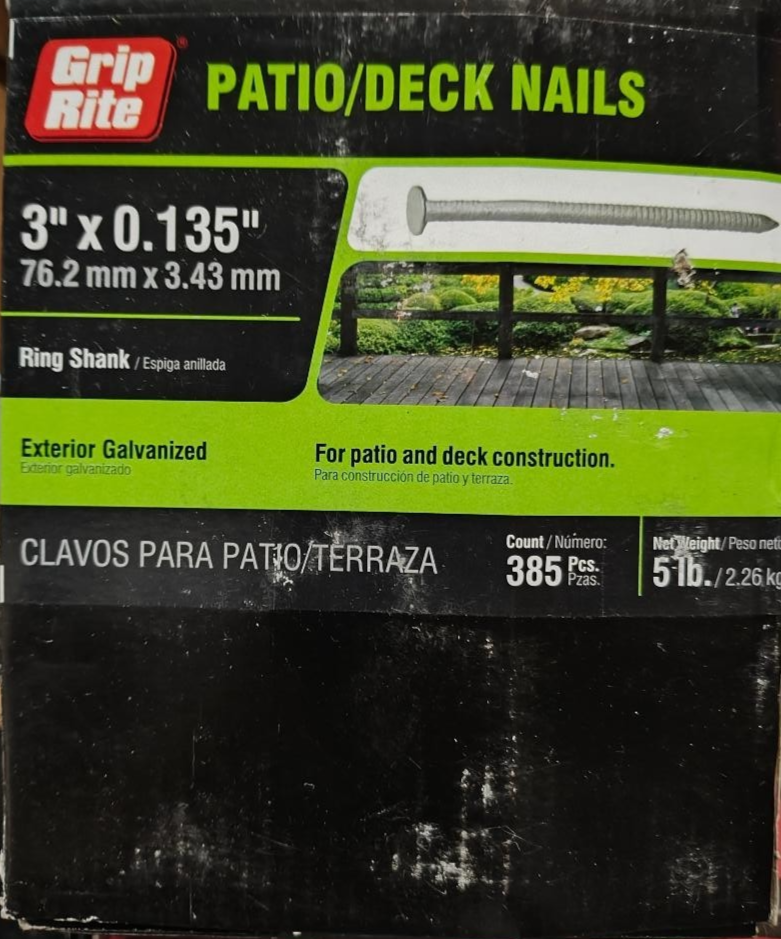 Grip
Rite®
PATIO/DECK NAILS
3" x 0.135"
76.2 mm x 3.43 mm
Ring Shank / Espiga anillada
Exterior Galvanized
Exterior galvanizado
For patio and deck construction.
Para construcción de patio y terraza.
CLAVOS PARA PATIO/TERRAZA
Count / Número:
385 Pcs.
Pzas.
Net Weight / Peso neto
5 lb. / 2.26 kg